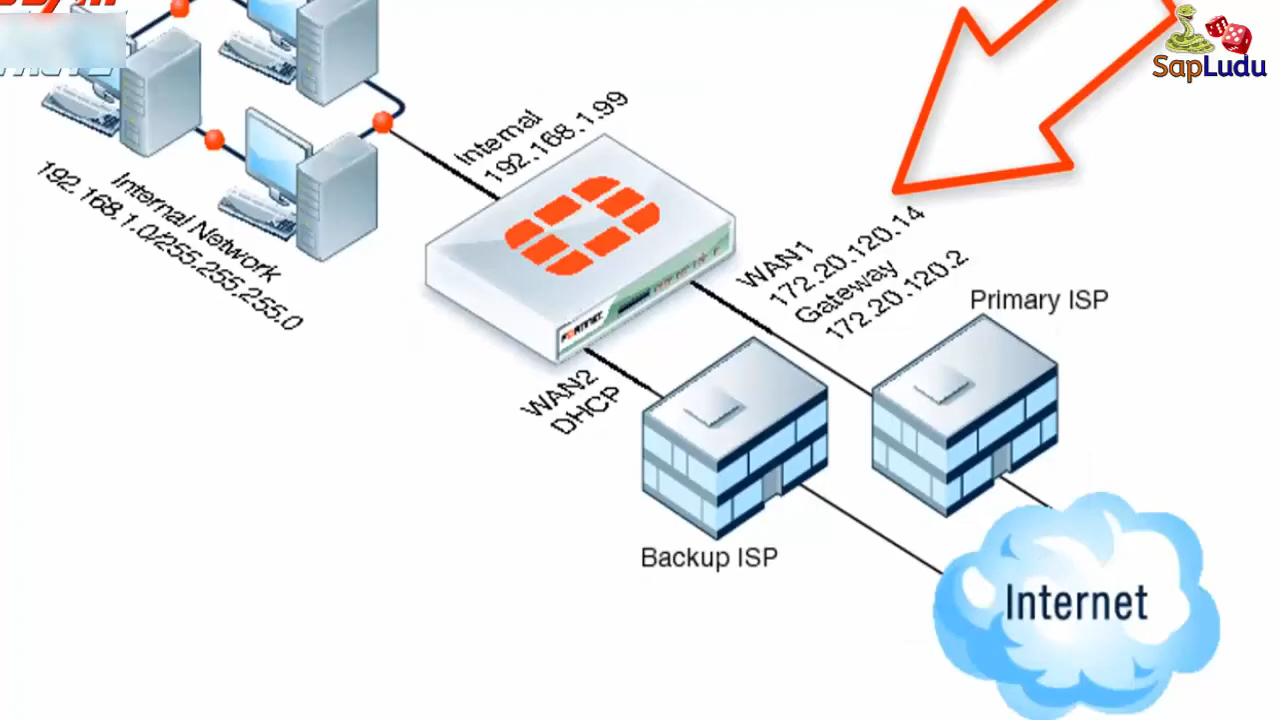 SapLudu
Internal
192.168.1.99
Internal Network
192.168.1.0/255.255.255.0
WAN1
172.20.120.14
Gateway
172.20.120.2
Primary ISP
FORTINET
WAN2
DHCP
Backup ISP
Internet